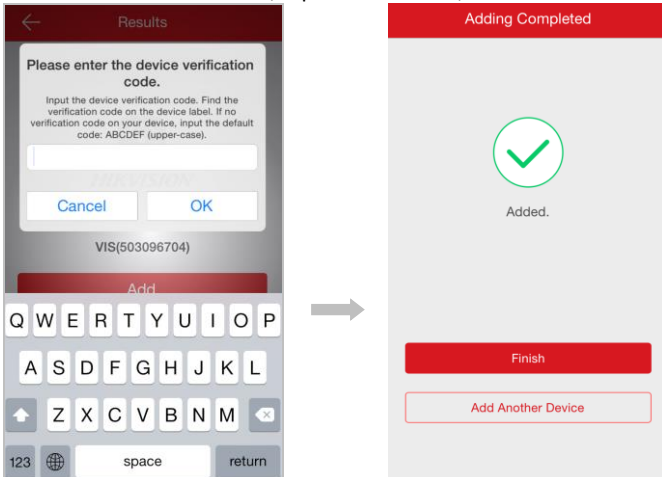 Results
Please enter the device verification
code.
Input the device verification code. Find the
verification code on the device label. If no
verification code on your device, input the default
code: ABCDEF (upper-case).
HIKVISION
Cancel
OK
VIS(503096704)
Add
Q W E R T Y U I O P
A S D F G H J K L
Z X C V B N M
123
space
return
Adding Completed
Added.
Finish
Add Another Device